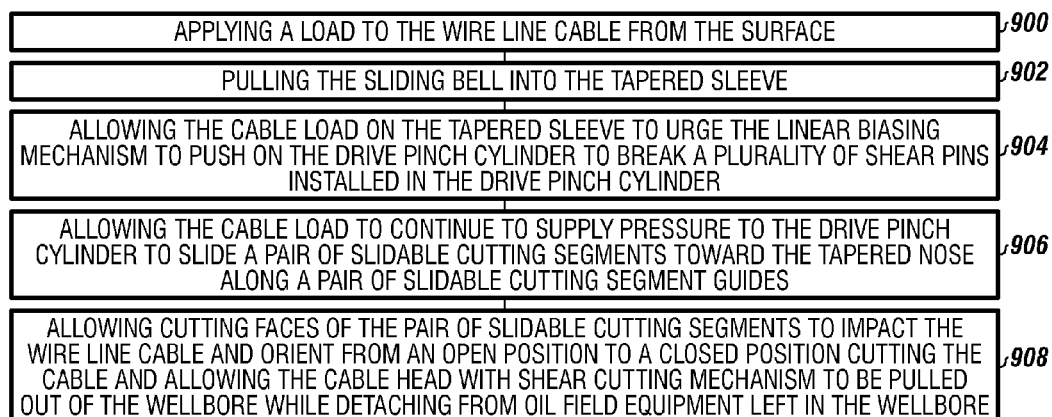 APPLYING A LOAD TO THE WIRE LINE CABLE FROM THE SURFACE
900
PULLING THE SLIDING BELL INTO THE TAPERED SLEEVE
902
ALLOWING THE CABLE LOAD ON THE TAPERED SLEEVE TO URGE THE LINEAR BIASING
MECHANISM TO PUSH ON THE DRIVE PINCH CYLINDER TO BREAK A PLURALITY OF SHEAR PINS
INSTALLED IN THE DRIVE PINCH CYLINDER
904
ALLOWING THE CABLE LOAD TO CONTINUE TO SUPPLY PRESSURE TO THE DRIVE PINCH
CYLINDER TO SLIDE A PAIR OF SLIDABLE CUTTING SEGMENTS TOWARD THE TAPERED NOSE
ALONG A PAIR OF SLIDABLE CUTTING SEGMENT GUIDES
906
ALLOWING CUTTING FACES OF THE PAIR OF SLIDABLE CUTTING SEGMENTS TO IMPACT THE
WIRE LINE CABLE AND ORIENT FROM AN OPEN POSITION TO A CLOSED POSITION CUTTING THE
CABLE AND ALLOWING THE CABLE HEAD WITH SHEAR CUTTING MECHANISM TO BE PULLED
OUT OF THE WELLBORE WHILE DETACHING FROM OIL FIELD EQUIPMENT LEFT IN THE WELLBORE
908